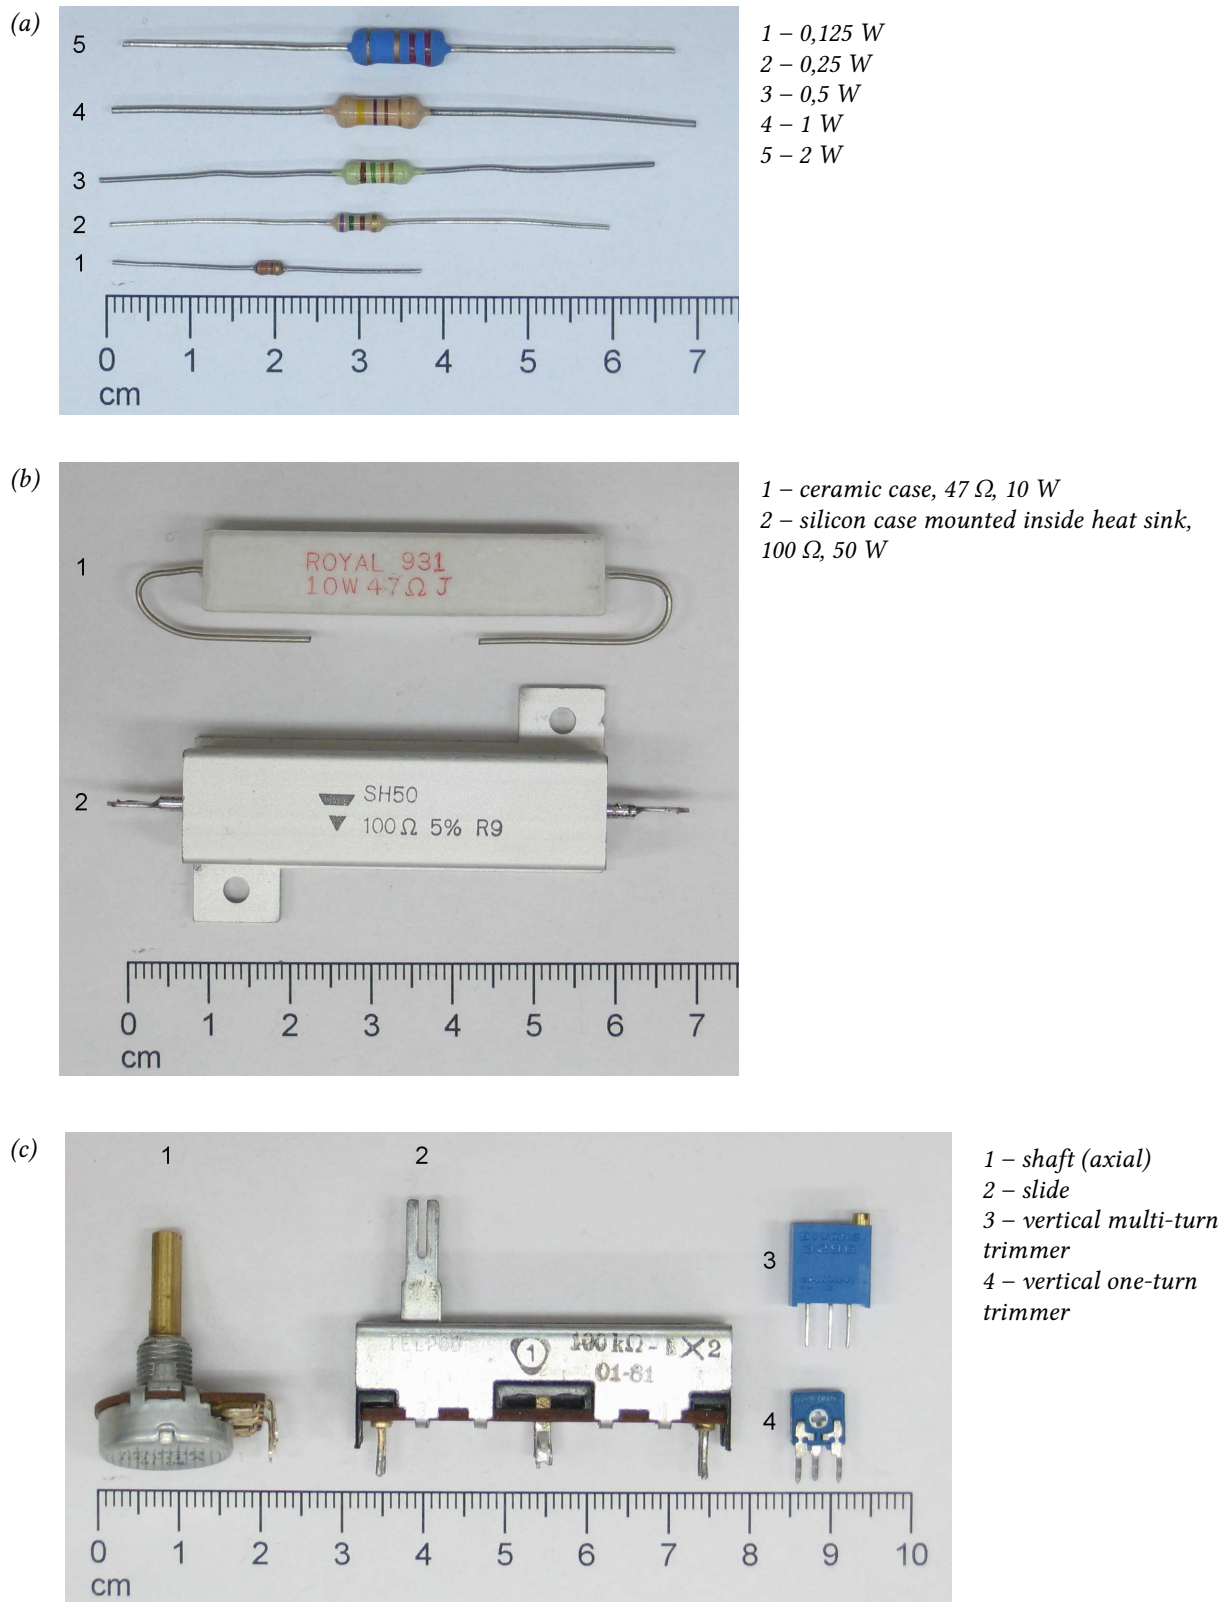 (a)
5
4
3
2
1
0 1 2 3 4 5 6 7
cm
1 – 0,125 W
2 – 0,25 W
3 – 0,5 W
4 – 1 W
5 – 2 W
(b)
1
ROYAL 931
10W 47Ω J
2
SH50
100Ω 5% R9
0 1 2 3 4 5 6 7
cm
1 – ceramic case, 47 Ω, 10 W
2 – silicon case mounted inside heat sink,
100 Ω, 50 W
(c)
1 2
3
BOURNS
3296
4
TELPOD
1
100 kΩ-
X2
01-81
0 1 2 3 4 5 6 7 8 9 10
cm
1 – shaft (axial)
2 – slide
3 – vertical multi-turn
trimmer
4 – vertical one-turn
trimmer